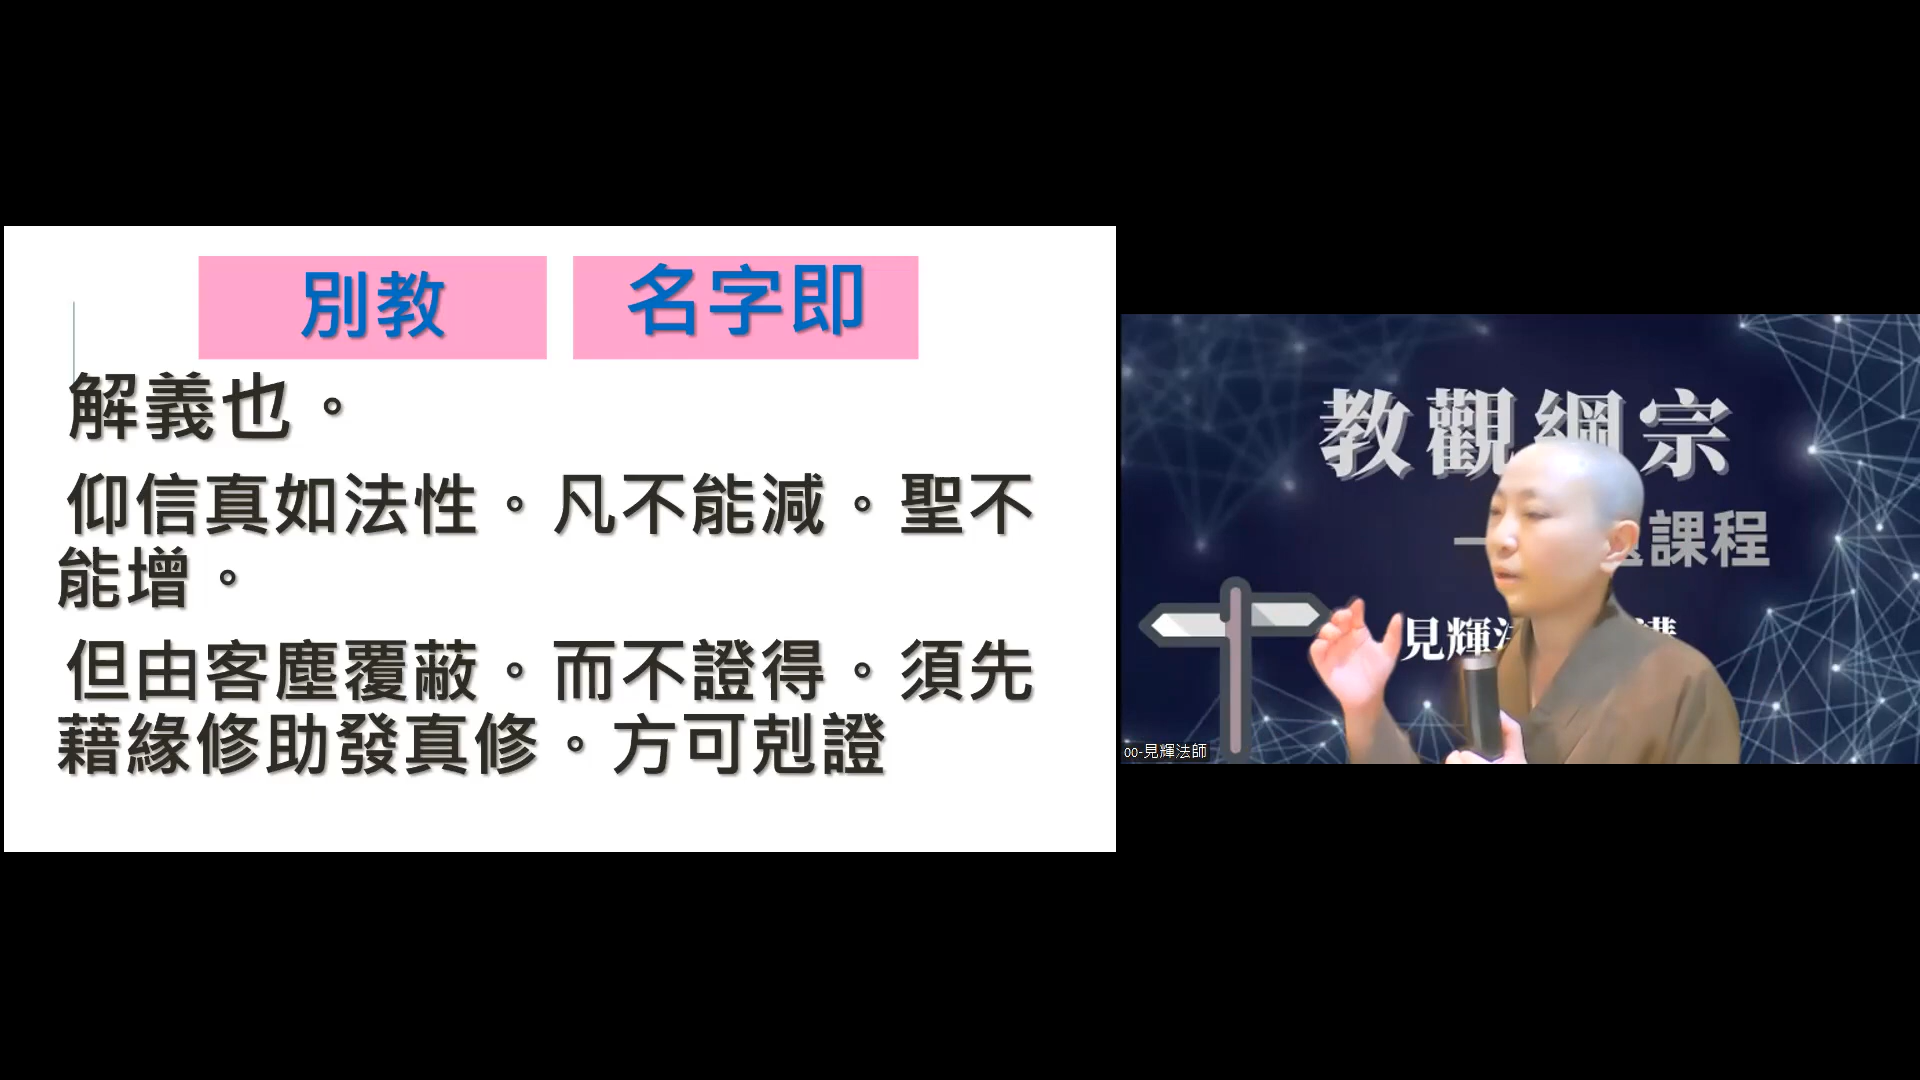 別教 名字即
解義也。
仰信真如法性。凡不能減。聖不
能增。
但由客塵覆蔽。而不證得。須先
藉緣修助發真修。方可剋證
教觀綱宗
課程
見輝
oo-見輝法師